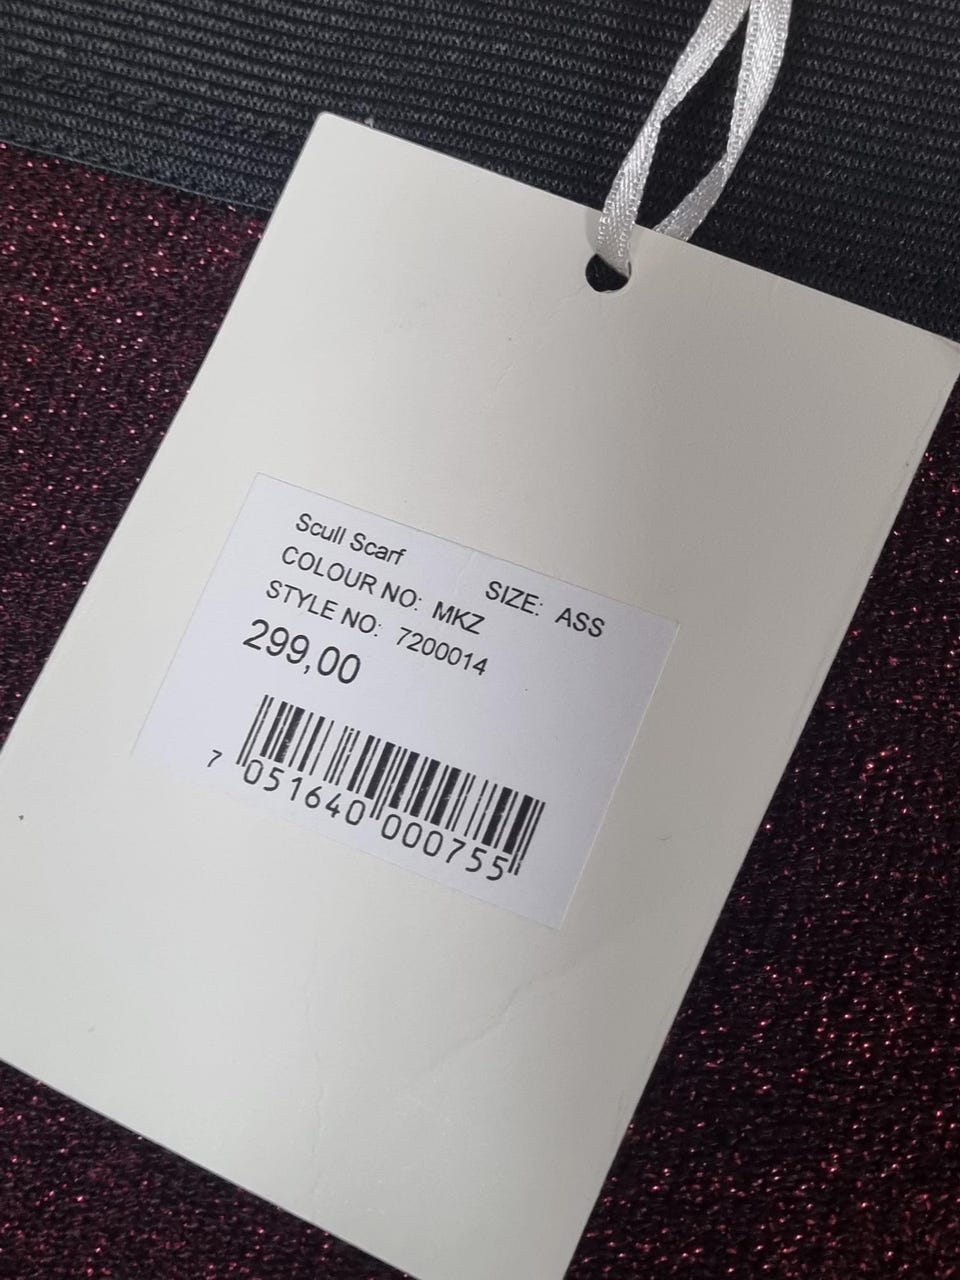 Scull Scarf
COLOUR NO: MKZ SIZE: ASS
STYLE NO: 7200014
299,00
7 051640 000755